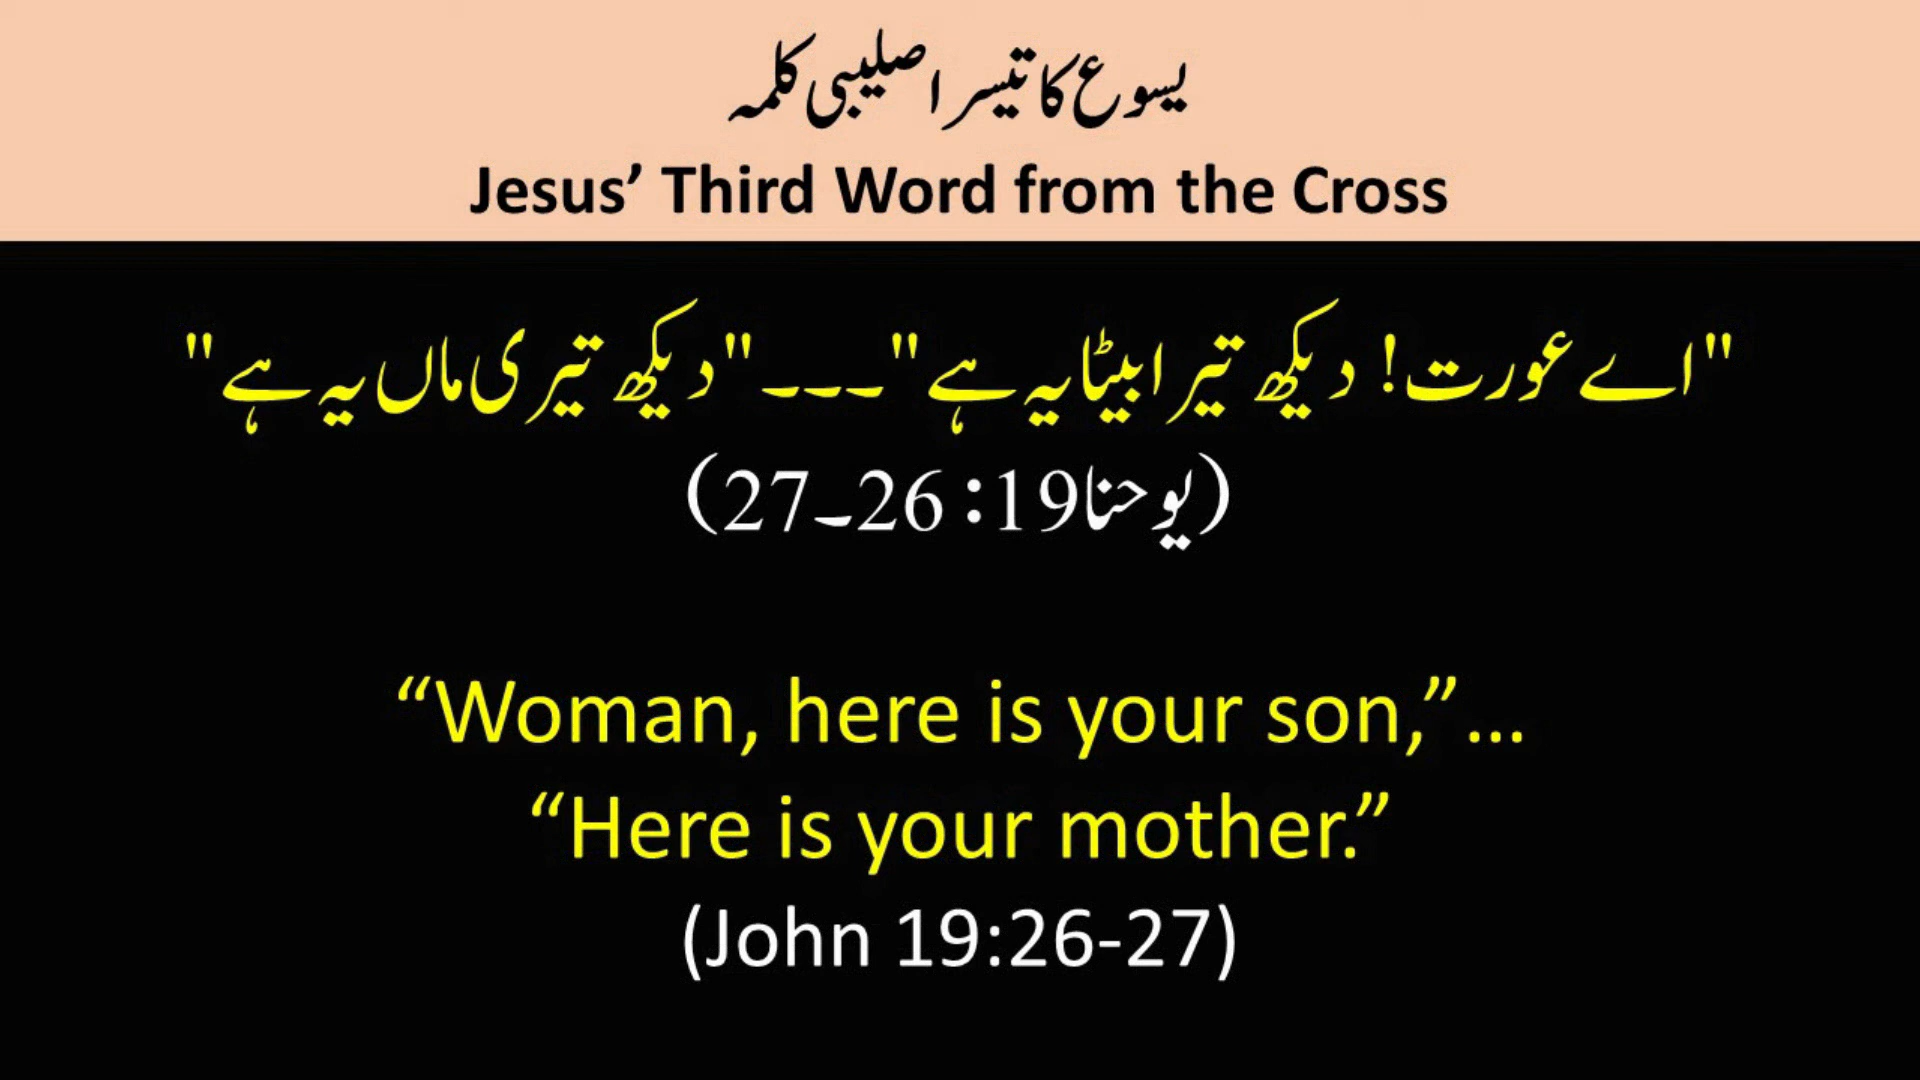 یسوع کا تیسرا صلیبی کلمہ
Jesus’ Third Word from the Cross
"اے عورت! دیکھ تیرا بیٹا یہ ہے"۔۔۔"دیکھ تیری ماں یہ ہے"
(یوحنا19: 26۔27)
“Woman, here is your son,”…
“Here is your mother.”
(John 19:26-27)